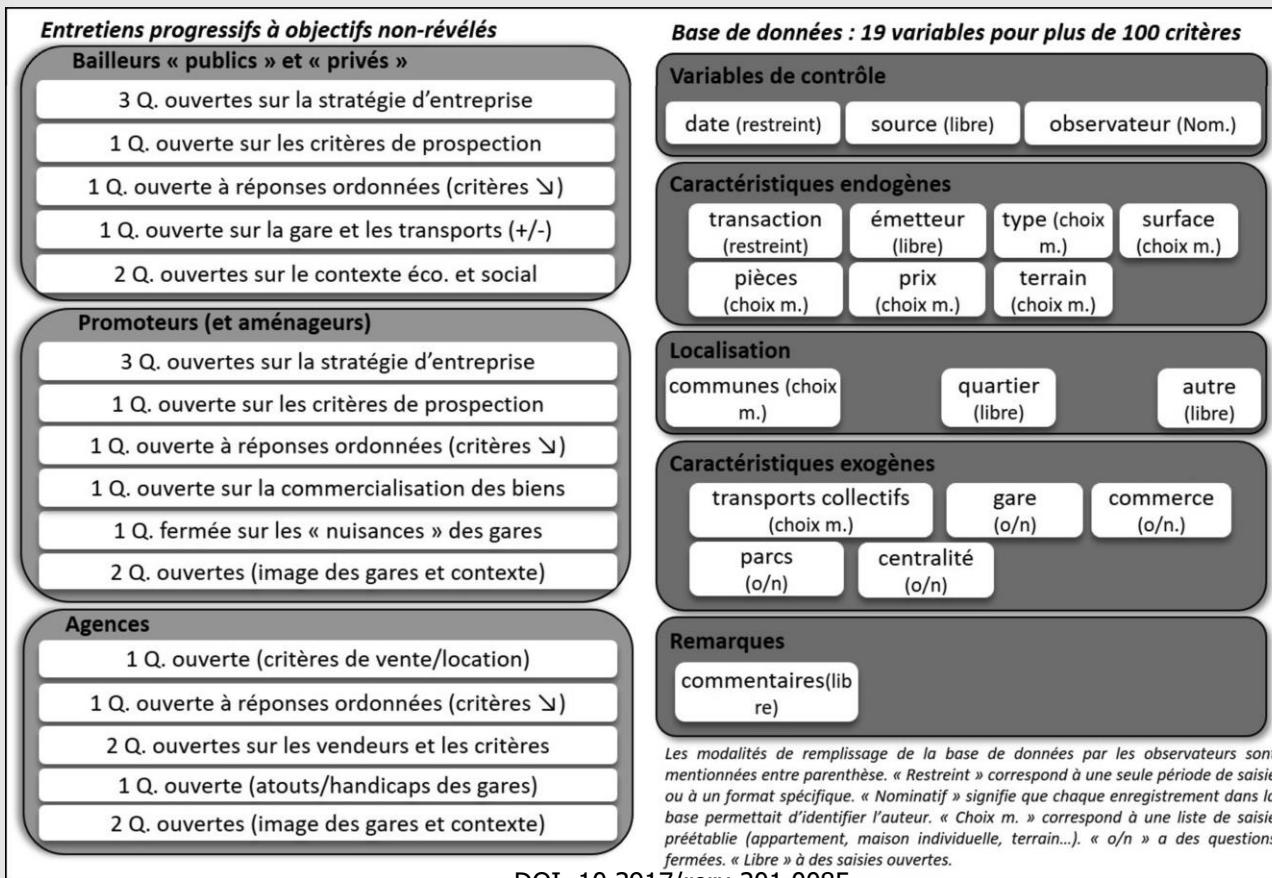 Entretiens progressifs à objectifs non-révélés
Bailleurs « publics » et « privés »
3 Q. ouvertes sur la stratégie d’entreprise
1 Q. ouverte sur les critères de prospection
1 Q. ouverte à réponses ordonnées (critères ↘)
1 Q. ouverte sur la gare et les transports (+/-)
2 Q. ouvertes sur le contexte éco. et social
Promoteurs (et aménageurs)
3 Q. ouvertes sur la stratégie d’entreprise
1 Q. ouverte sur les critères de prospection
1 Q. ouverte à réponses ordonnées (critères ↘)
1 Q. ouverte sur la commercialisation des biens
1 Q. fermée sur les « nuisances » des gares
2 Q. ouvertes (image des gares et contexte)
Agences
1 Q. ouverte (critères de vente/location)
1 Q. ouverte à réponses ordonnées (critères ↘)
2 Q. ouvertes sur les vendeurs et les critères
1 Q. ouverte (atouts/handicaps des gares)
2 Q. ouvertes (image des gares et contexte)
Base de données : 19 variables pour plus de 100 critères
Variables de contrôle
date (restreint)
source (libre)
observateur (Nom.)
Caractéristiques endogènes
transaction
(restreint)
émetteur
(libre)
type (choix
m.)
surface
(choix m.)
pièces
(choix m.)
prix
(choix m.)
terrain
(choix m.)
Localisation
communes (choix
m.)
quartier
(libre)
autre
(libre)
Caractéristiques exogènes
transports collectifs
(choix m.)
gare
(o/n)
commerce
(o/n.)
parcs
(o/n)
centralité
(o/n)
Remarques
commentaires(lib
re)
Les modalités de remplissage de la base de données par les observateurs sont
mentionnées entre parenthèse. « Restreint » correspond à une seule période de saisie
ou à un format spécifique. « Nominatif » signifie que chaque enregistrement dans la
base permettait d’identifier l’auteur. « Choix m. » correspond à une liste de saisie
préétablie (appartement, maison individuelle, terrain…). « o/n » a des questions
fermées. « Libre » à des saisies ouvertes.